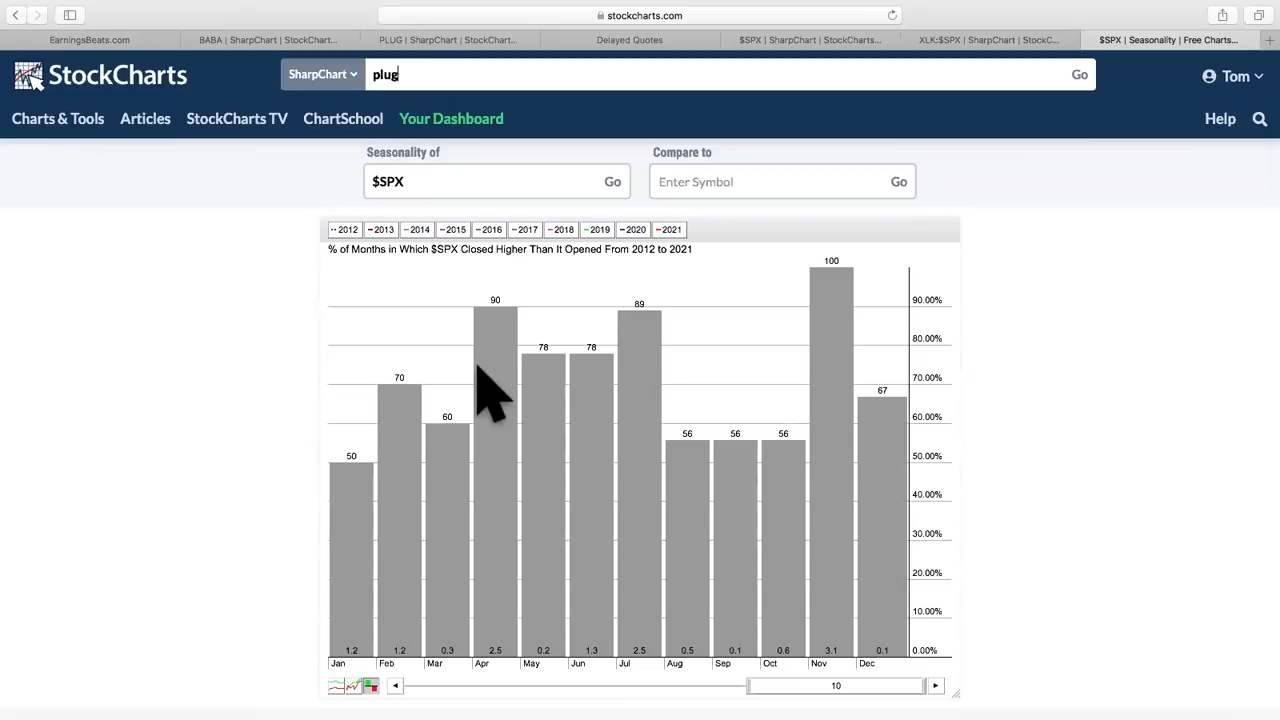 stockcharts.com
EarningsBeats.com
BABA | SharpChart | StockChart...
PLUG | SharpChart | StockChart...
Delayed Quotes
$SPX | SharpChart | StockCharts...
XLK:$SPX | SharpChart | StockC...
$SPX | Seasonality | Free Charts...
StockCharts
SharpChart
plug
Go
Tom
Charts & Tools
Articles
StockCharts TV
ChartSchool
Your Dashboard
Help
Seasonality of
Compare to
$SPX
Go
Enter Symbol
Go
2012
2013
2014
2015
2016
2017
2018
2019
2020
2021
% of Months in Which $SPX Closed Higher Than It Opened From 2012 to 2021
50
70
60
90
78
78
89
56
56
56
100
67
90.00%
80.00%
70.00%
60.00%
50.00%
40.00%
30.00%
20.00%
10.00%
0.00%
1.2
1.2
0.3
2.5
0.2
1.3
2.5
0.5
0.1
0.6
3.1
0.1
Jan
Feb
Mar
Apr
May
Jun
Jul
Aug
Sep
Oct
Nov
Dec
10